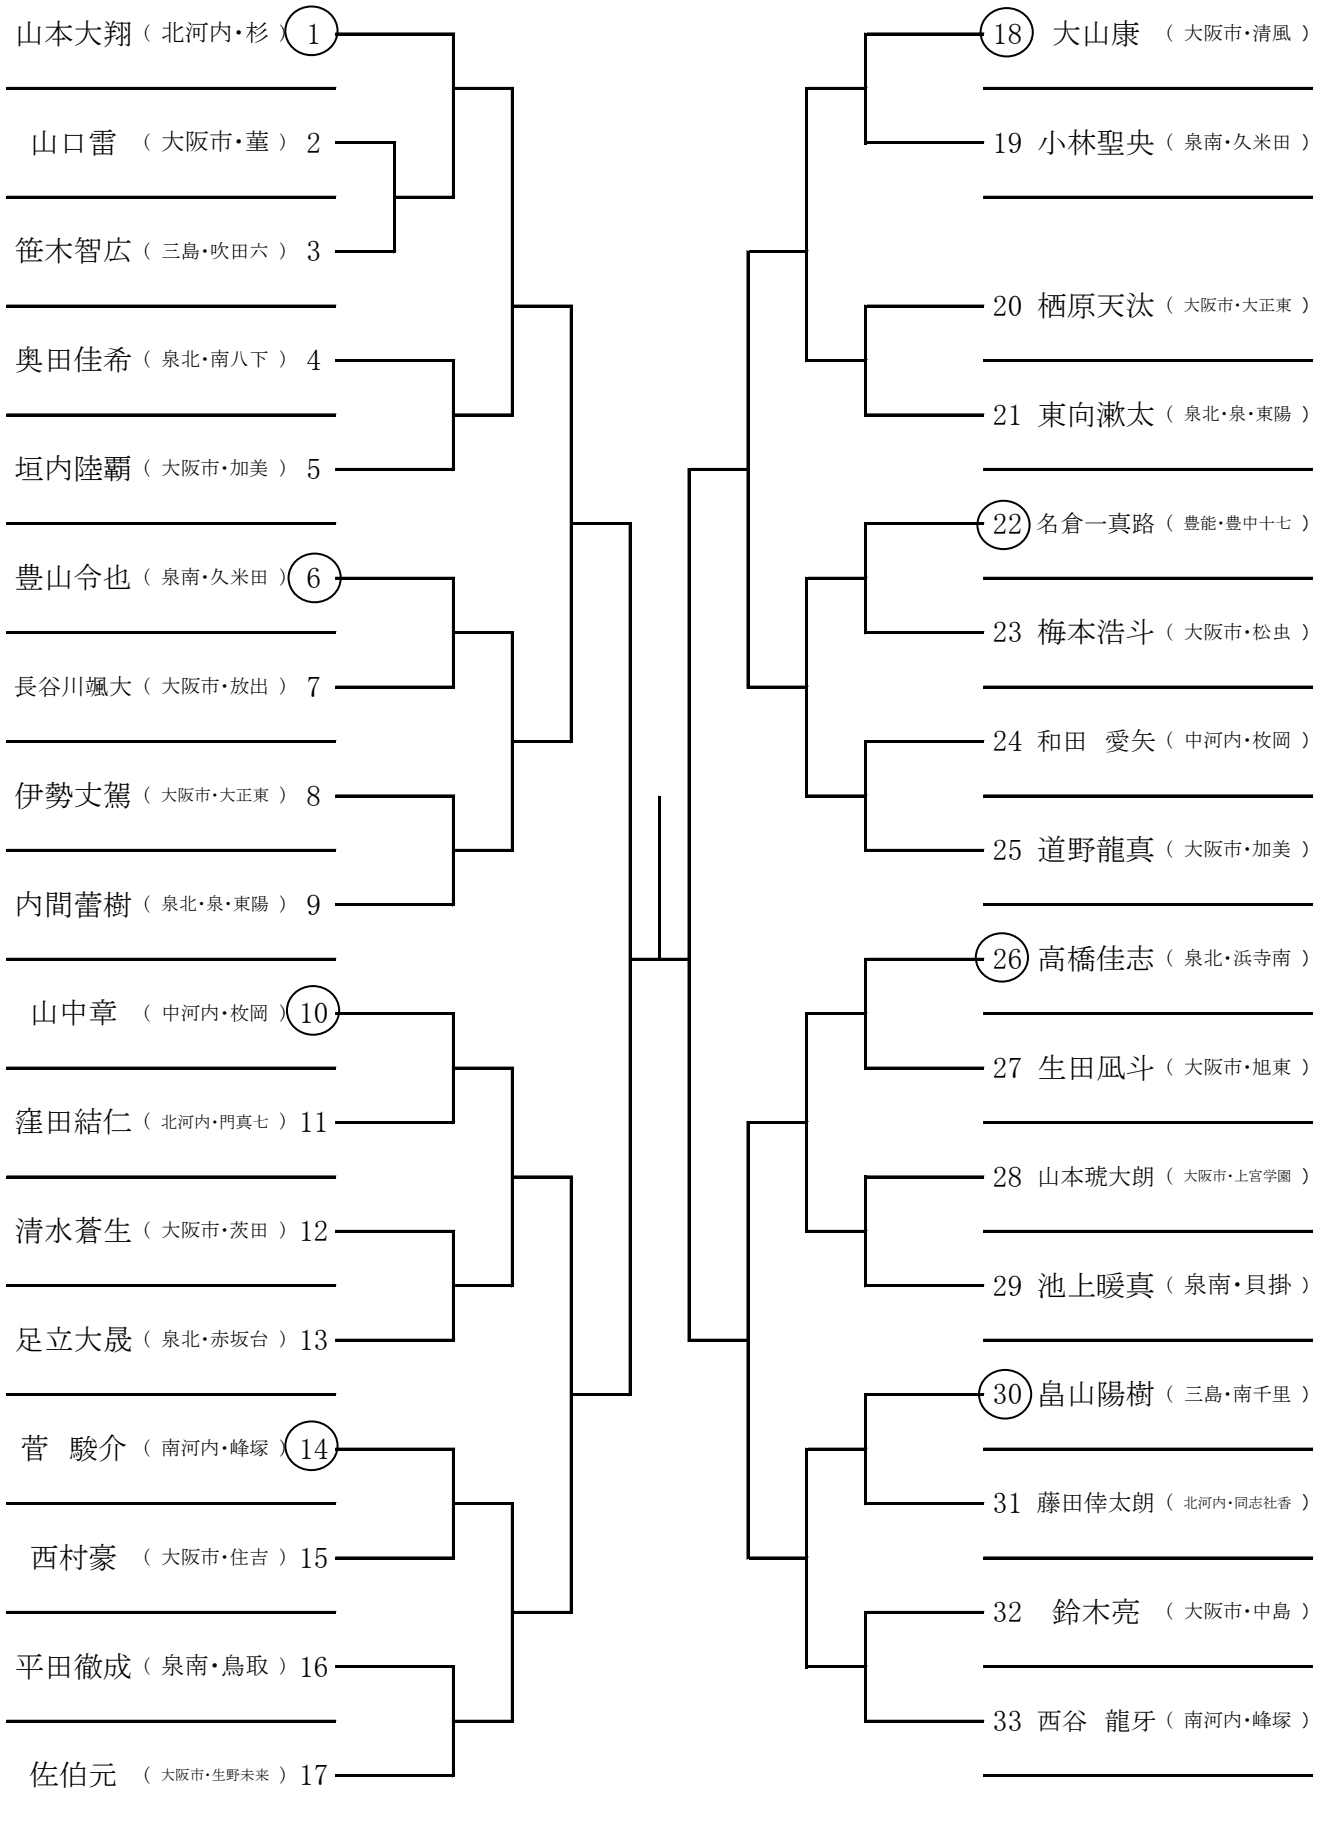 山本大翔 ( 北河内・杉 ) 1
山口雷 ( 大阪市・菫 ) 2
笹木智広 ( 三島・吹田六 ) 3
奥田佳希 ( 泉北・南八下 ) 4
垣内陸覇 ( 大阪市・加美 ) 5
豊山令也 ( 泉南・久米田 ) 6
長谷川颯大 ( 大阪市・放出 ) 7
伊勢丈駕 ( 大阪市・大正東 ) 8
内間蕾樹 ( 泉北・泉・東陽 ) 9
山中章 ( 中河内・枚岡 ) 10
窪田結仁 ( 北河内・門真七 ) 11
清水蒼生 ( 大阪市・茨田 ) 12
足立大晟 ( 泉北・赤坂台 ) 13
菅 駿介 ( 南河内・峰塚 ) 14
西村豪 ( 大阪市・住吉 ) 15
平田徹成 ( 泉南・鳥取 ) 16
佐伯元 ( 大阪市・生野未来 ) 17
18 大山康 ( 大阪市・清風 )
19 小林聖央 ( 泉南・久米田 )
20 栖原天汰 ( 大阪市・大正東 )
21 東向漱太 ( 泉北・泉・東陽 )
22 名倉一真路 ( 豊能・豊中十七 )
23 梅本浩斗 ( 大阪市・松虫 )
24 和田 愛矢 ( 中河内・枚岡 )
25 道野龍真 ( 大阪市・加美 )
26 高橋佳志 ( 泉北・浜寺南 )
27 生田凪斗 ( 大阪市・旭東 )
28 山本琥大朗 ( 大阪市・上宮学園 )
29 池上暖真 ( 泉南・貝掛 )
30 畠山陽樹 ( 三島・南千里 )
31 藤田倖太朗 ( 北河内・同志社香 )
32 鈴木亮 ( 大阪市・中島 )
33 西谷 龍牙 ( 南河内・峰塚 )